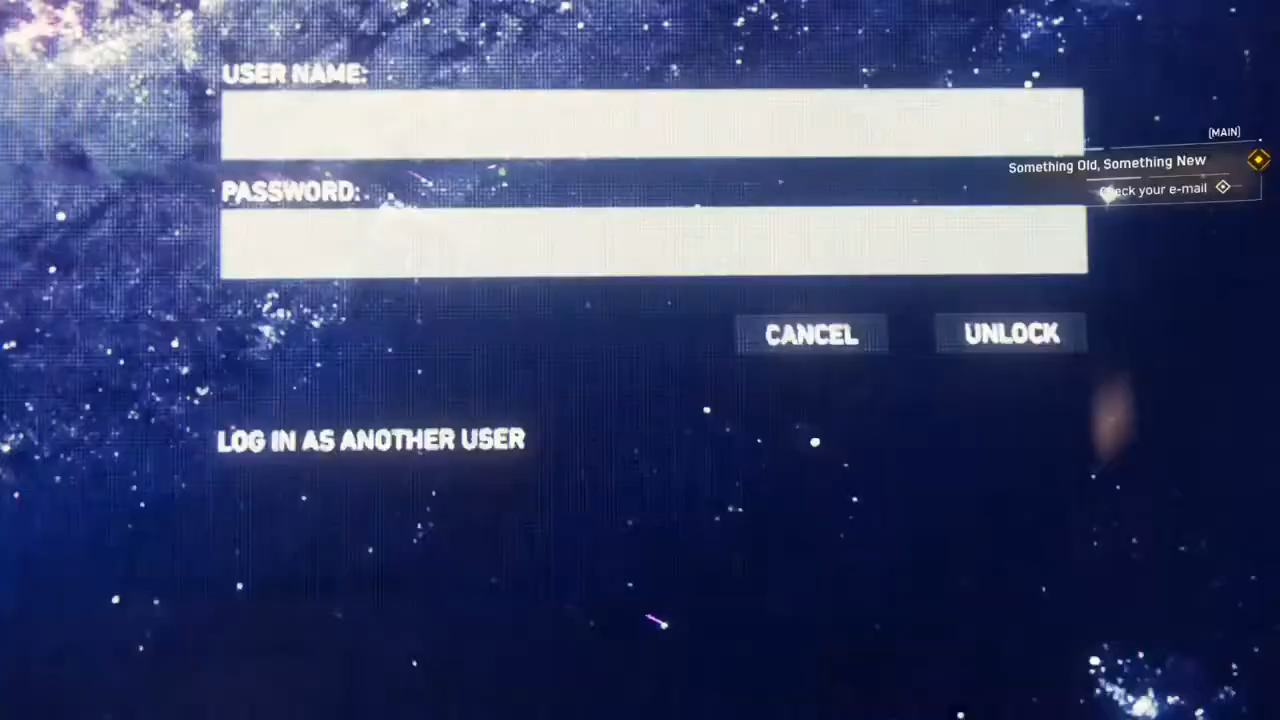 USER NAME:
PASSWORD:
CANCEL UNLOCK
LOG IN AS ANOTHER USER
[MAIN]
Something Old, Something New
Check your e-mail